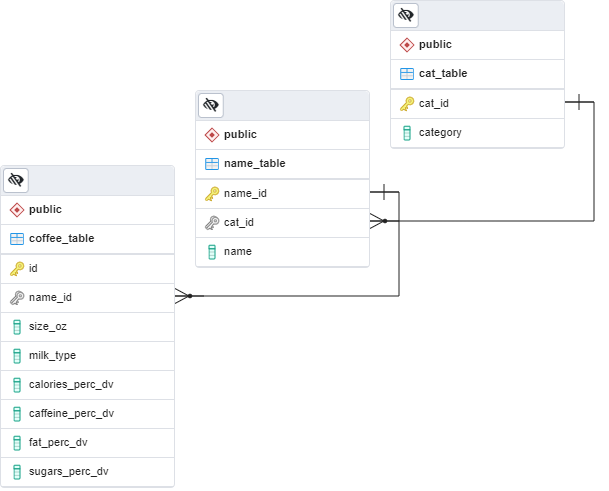 public
cat_table
cat_id
category
public
name_table
name_id
cat_id
name
public
coffee_table
id
name_id
size_oz
milk_type
calories_perc_dv
caffeine_perc_dv
fat_perc_dv
sugars_perc_dv